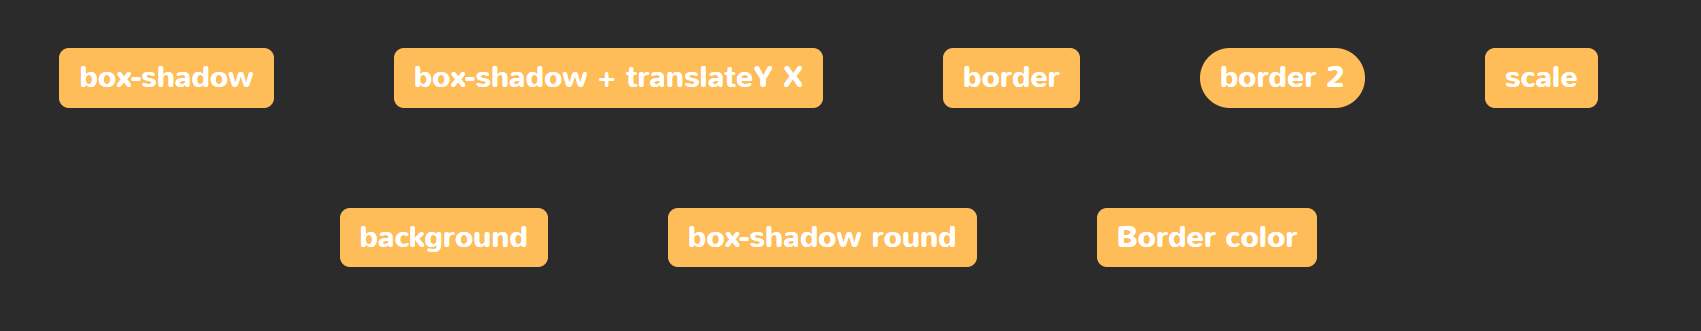 box-shadow
box-shadow + translateY X
border
border 2
scale
background
box-shadow round
Border color